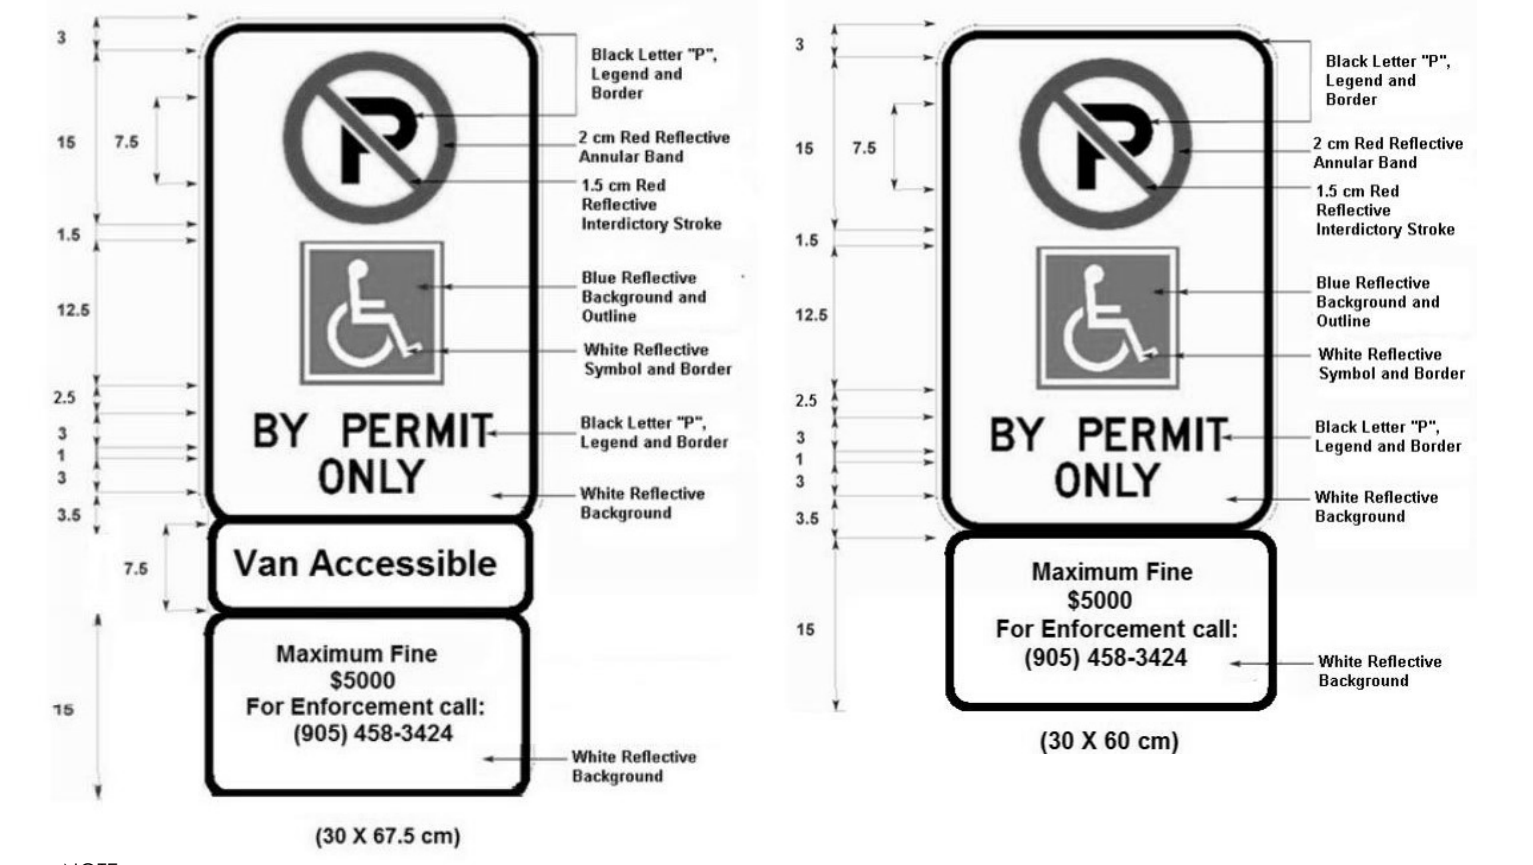 3
15
7.5
1.5
12.5
2.5
3
1
3
3.5
7.5
15
P
BY PERMIT
ONLY
Van Accessible
Maximum Fine
$5000
For Enforcement call:
(905) 458-3424
(30 X 67.5 cm)
Black Letter "P",
Legend and
Border
2 cm Red Reflective
Annular Band
1.5 cm Red
Reflective
Interdictory Stroke
Blue Reflective
Background and
Outline
White Reflective
Symbol and Border
Black Letter "P",
Legend and Border
White Reflective
Background
White Reflective
Background
3
15
7.5
1.5
12.5
2.5
3
1
3
3.5
15
P
BY PERMIT
ONLY
Maximum Fine
$5000
For Enforcement call:
(905) 458-3424
(30 X 60 cm)
Black Letter "P",
Legend and
Border
2 cm Red Reflective
Annular Band
1.5 cm Red
Reflective
Interdictory Stroke
Blue Reflective
Background and
Outline
White Reflective
Symbol and Border
Black Letter "P",
Legend and Border
White Reflective
Background
White Reflective
Background